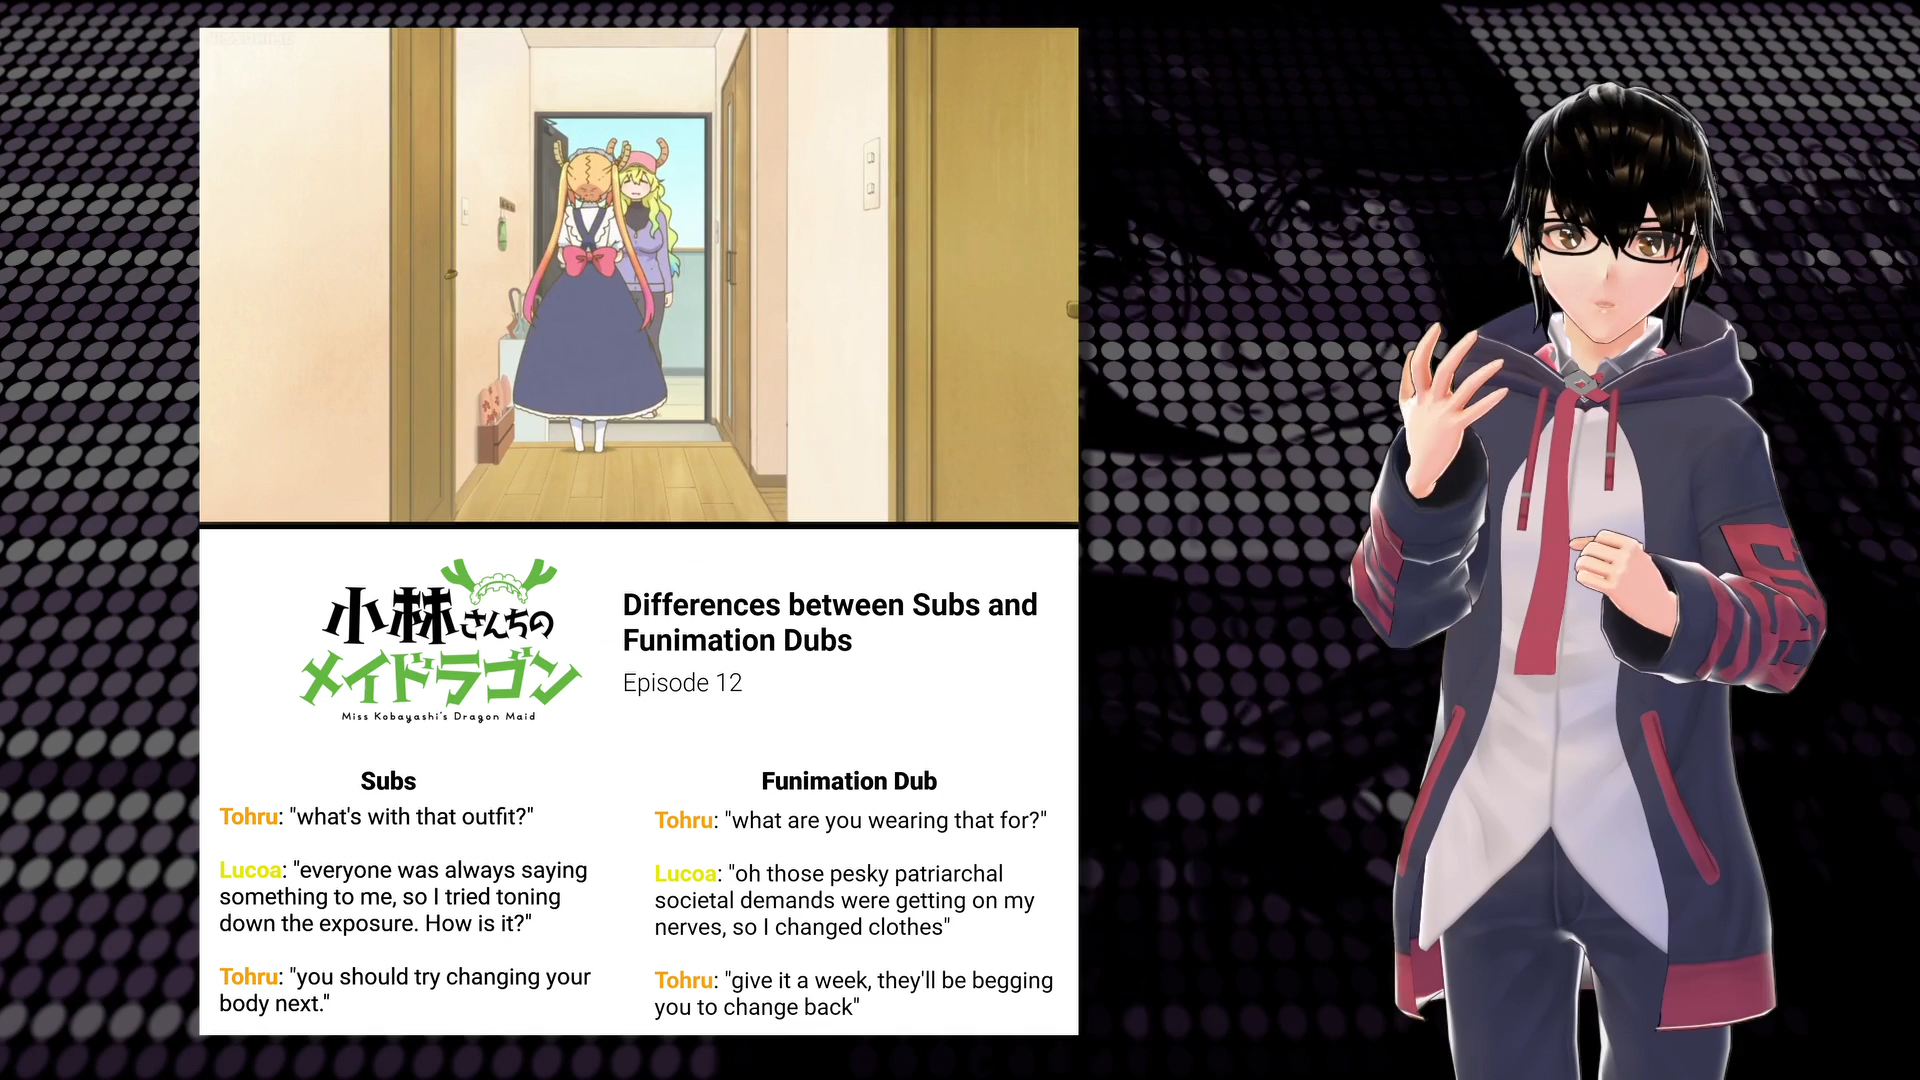 小林さんちの
メイドラゴン
Miss Kobayashi's Dragon Maid
Differences between Subs and
Funimation Dubs
Episode 12
Subs
Tohru: "what's with that outfit?"
Lucoa: "everyone was always saying
something to me, so I tried toning
down the exposure. How is it?"
Tohru: "you should try changing your
body next."
Funimation Dub
Tohru: "what are you wearing that for?"
Lucoa: "oh those pesky patriarchal
societal demands were getting on my
nerves, so I changed clothes"
Tohru: "give it a week, they'll be begging
you to change back"